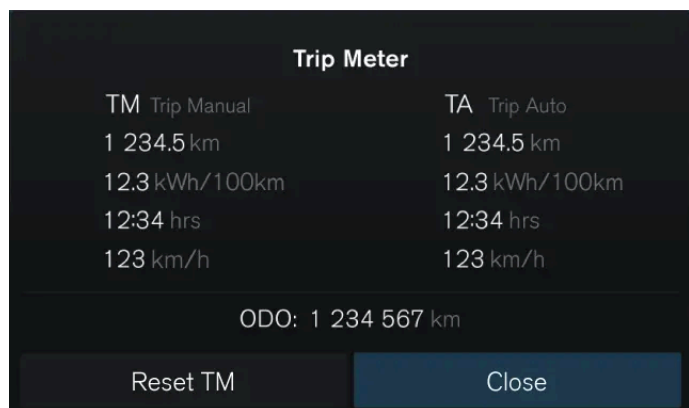 Trip Meter
TM Trip Manual
TA Trip Auto
1 234.5 km
1 234.5 km
12.3 kWh/100km
12.3 kWh/100km
12:34 hrs
12:34 hrs
123 km/h
123 km/h
ODO: 1 234 567 km
Reset TM
Close